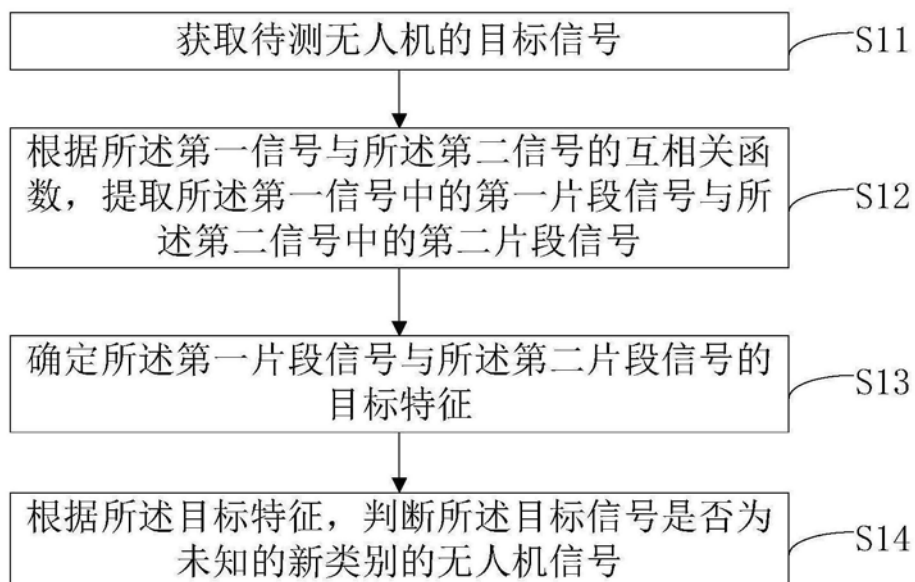 获取待测无人机的目标信号
S11
根据所述第一信号与所述第二信号的互相关函
数，提取所述第一信号中的第一片段信号与所
述第二信号中的第二片段信号
S12
确定所述第一片段信号与所述第二片段信号的
目标特征
S13
根据所述目标特征，判断所述目标信号是否为
未知的新类别的无人机信号
S14